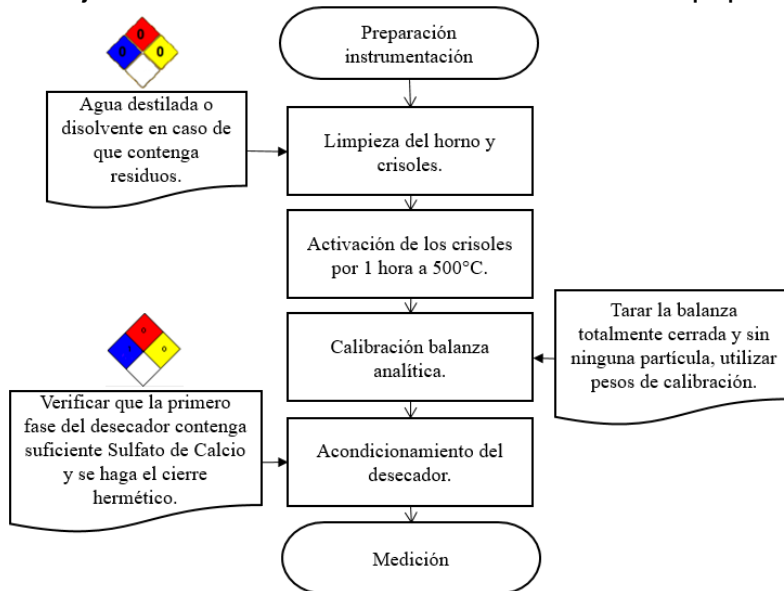 Preparación
instrumentación
0
0
0
Agua destilada o
disolvente en caso de
que contenga
residuos.
Limpieza del horno y
crisoles.
Activación de los crisoles
por 1 hora a 500°C.
Tarar la balanza
totalmente cerrada y sin
ninguna partícula, utilizar
pesos de calibración.
Calibración balanza
analítica.
Verificar que la primero
fase del desecador contenga
suficiente Sulfato de Calcio
y se haga el cierre
hermético.
Acondicionamiento del
desecador.
Medición